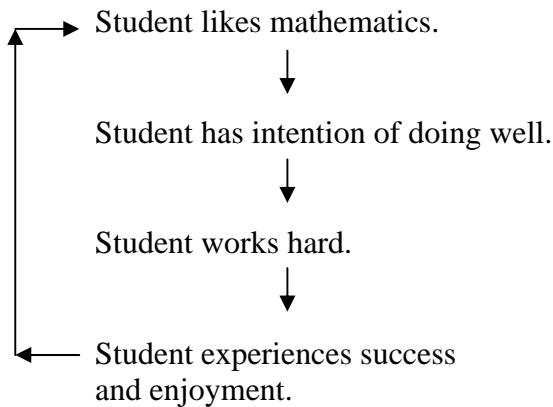 Student likes mathematics.
Student has intention of doing well.
Student works hard.
Student experiences success
and enjoyment.